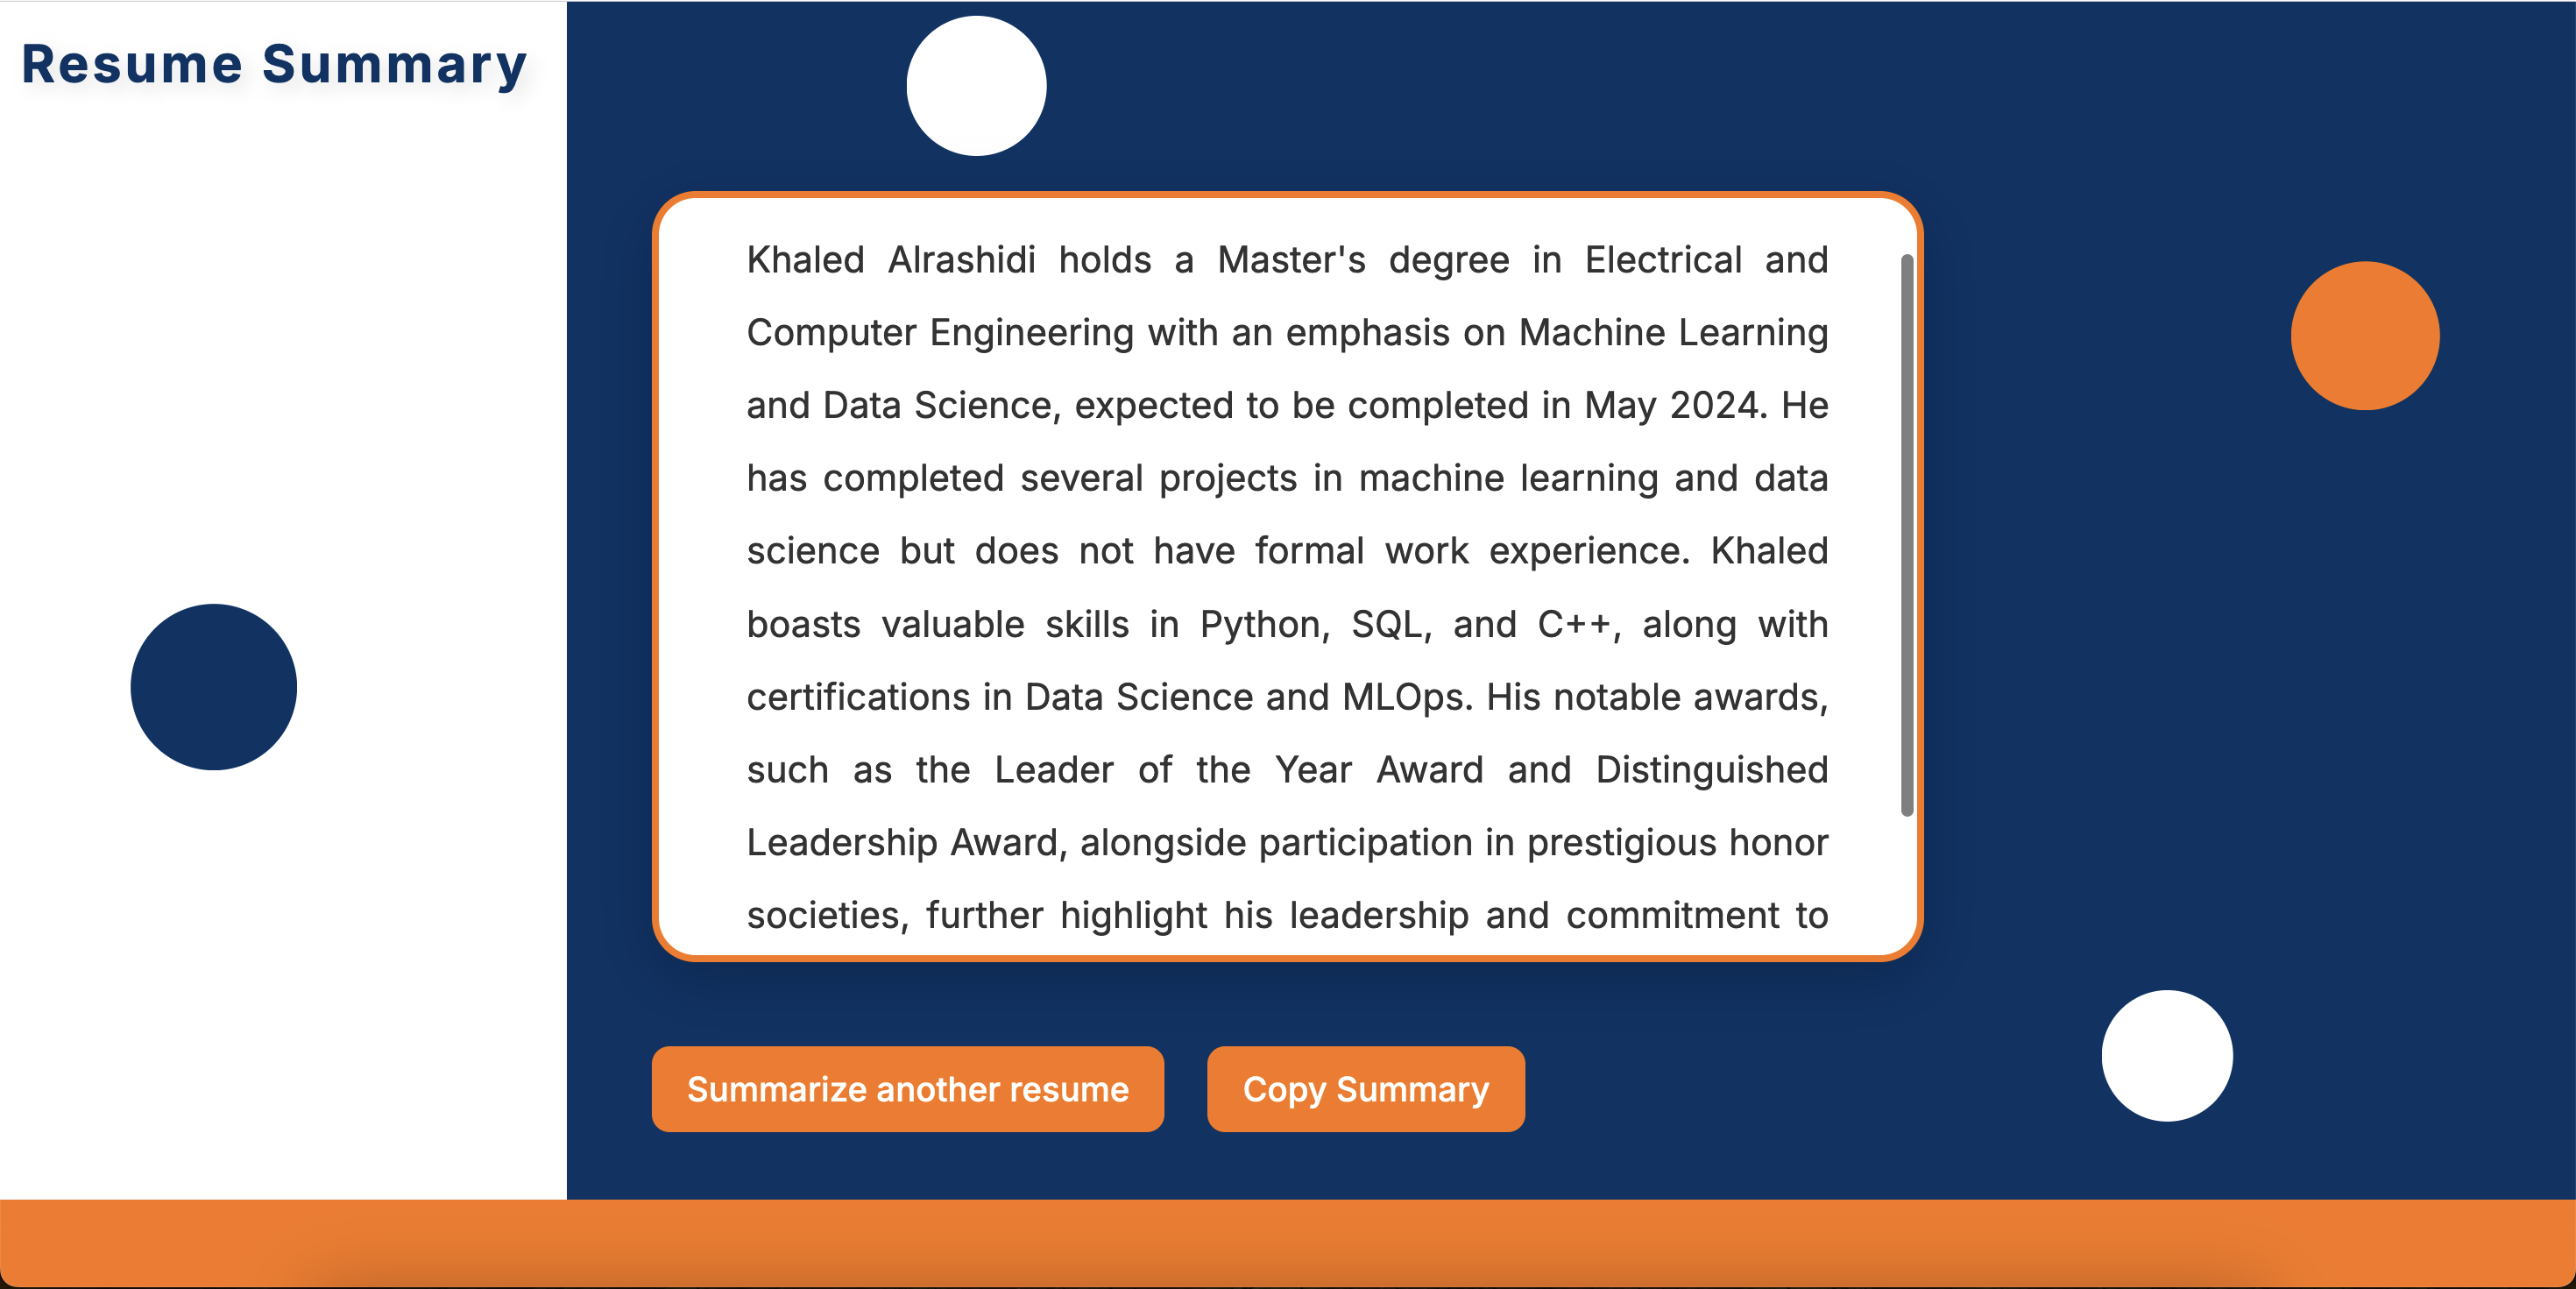 Resume Summary
Khaled Alrashidi holds a Master's degree in Electrical and
Computer Engineering with an emphasis on Machine Learning
and Data Science, expected to be completed in May 2024. He
has completed several projects in machine learning and data
science but does not have formal work experience. Khaled
boasts valuable skills in Python, SQL, and C++, along with
certifications in Data Science and MLOps. His notable awards,
such as the Leader of the Year Award and Distinguished
Leadership Award, alongside participation in prestigious honor
societies, further highlight his leadership and commitment to
Summarize another resume
Copy Summary